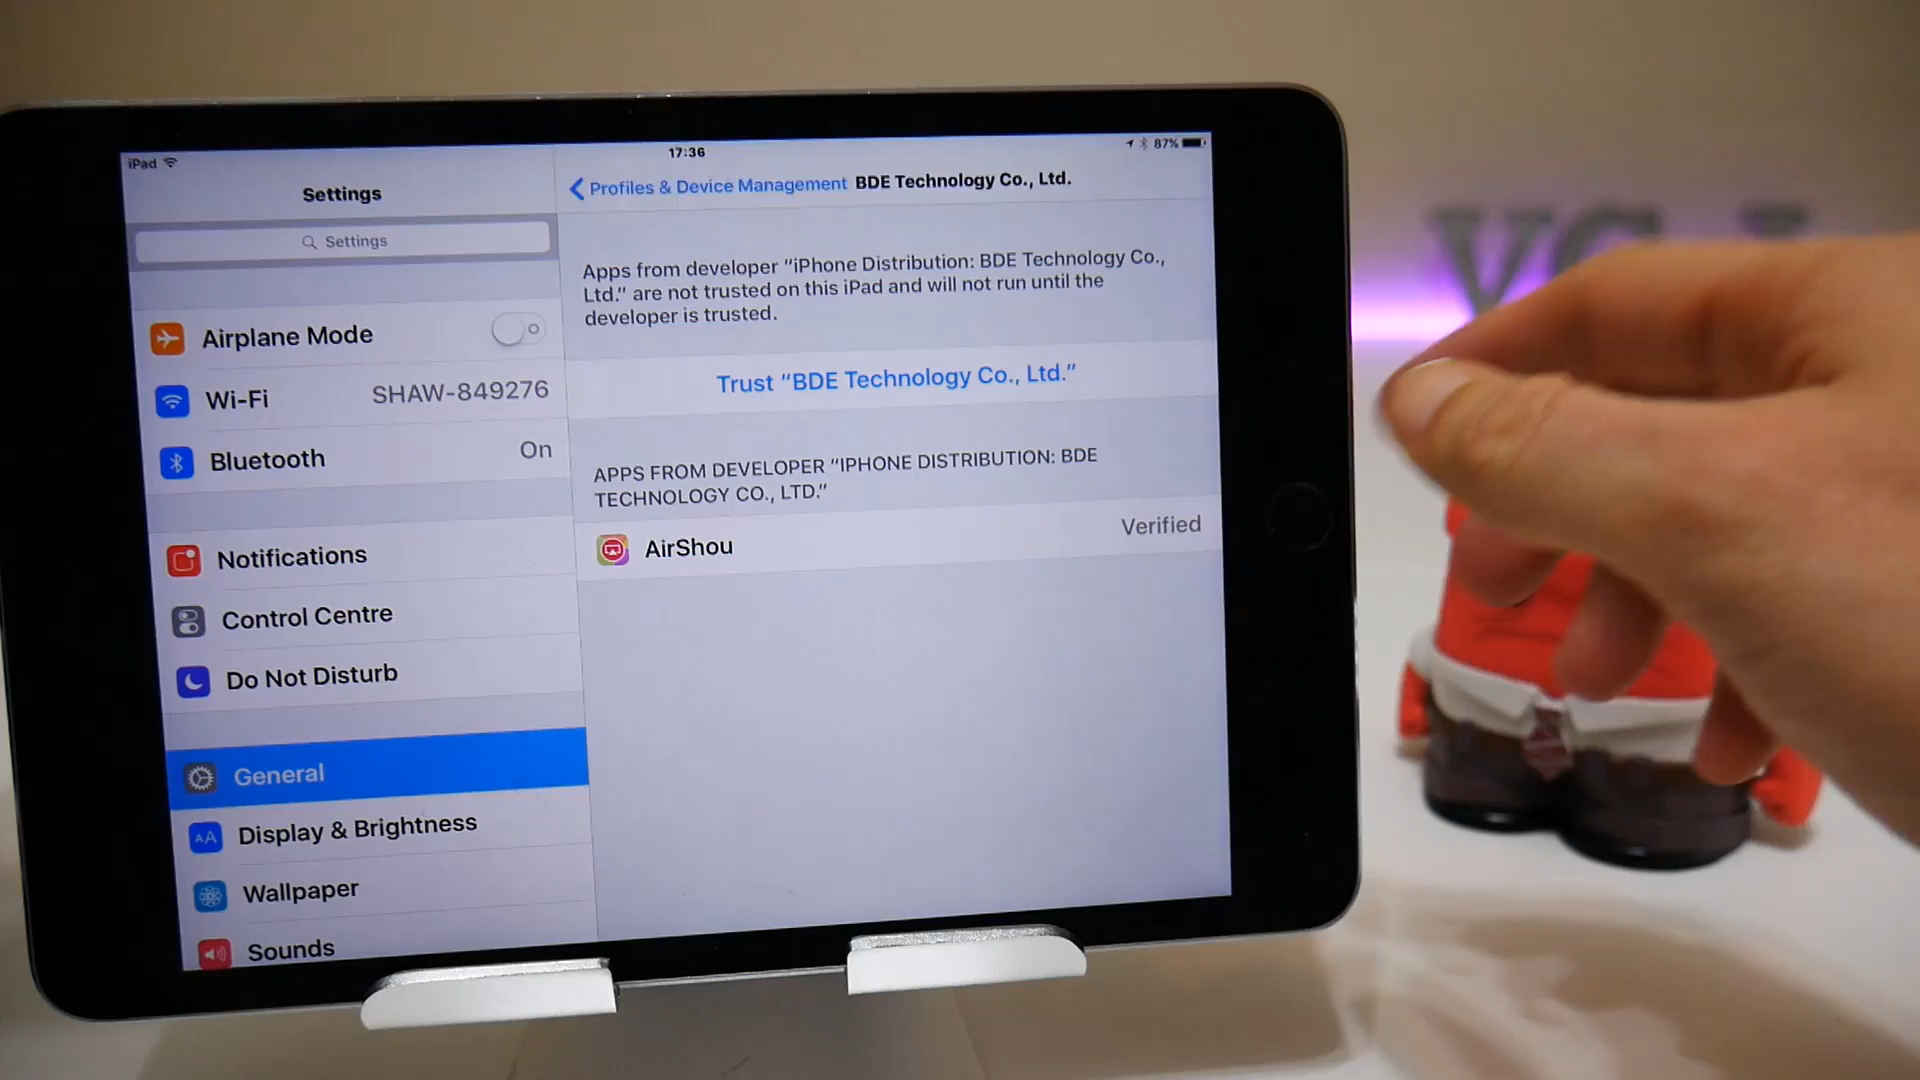 iPad
17:36
87%
Settings
Profiles & Device Management
BDE Technology Co., Ltd.
Settings
Airplane Mode
Wi-Fi
SHAW-849276
Bluetooth
On
Notifications
Control Centre
Do Not Disturb
General
Display & Brightness
Wallpaper
Sounds
Apps from developer “iPhone Distribution: BDE Technology Co.,
Ltd.” are not trusted on this iPad and will not run until the
developer is trusted.
Trust “BDE Technology Co., Ltd.”
APPS FROM DEVELOPER “IPHONE DISTRIBUTION: BDE
TECHNOLOGY CO., LTD.”
AirShou
Verified